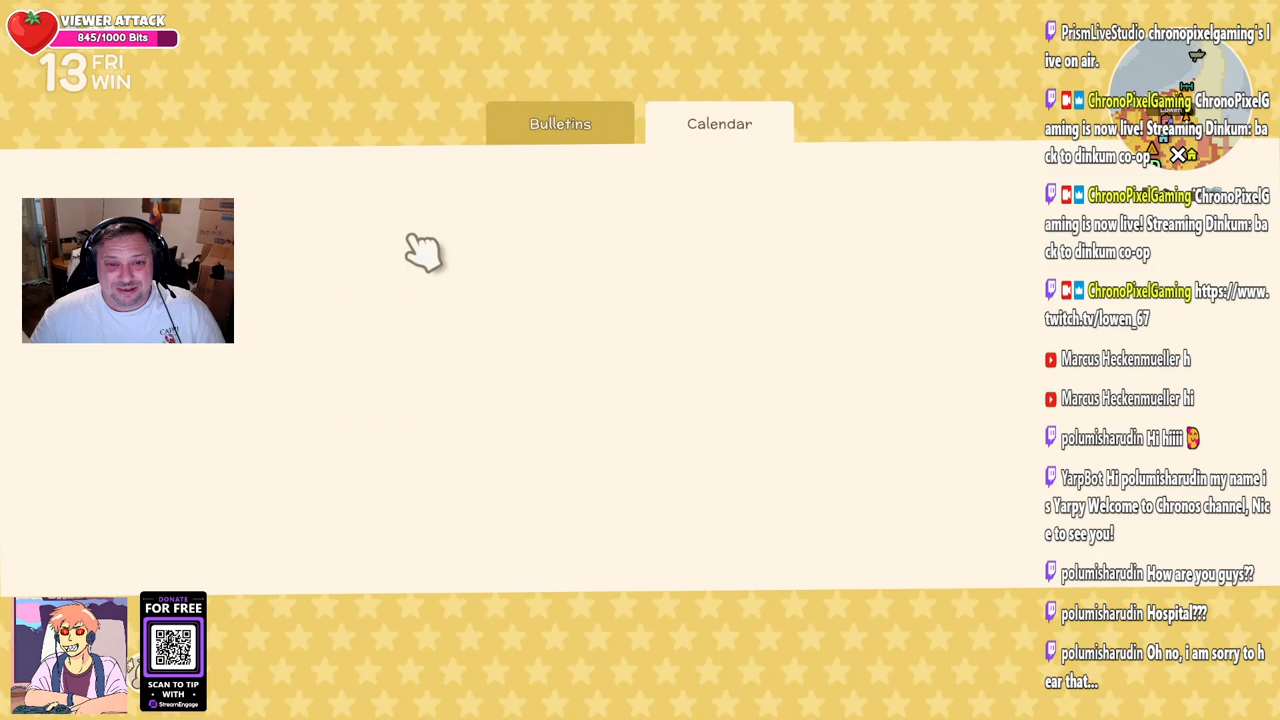 VIEWER ATTACK
845/1000 Bits
13 FRI
WIN
Bulletins
Calendar
PrismLiveStudio chronopixelgaming's l
ive on air.
ChronoPixelGaming ChronoPixelG
aming is now live! Streaming Dinkum: ba
ck to dinkum co-op
ChronoPixelGaming ChronoPixelG
aming is now live! Streaming Dinkum: ba
ck to dinkum co-op
ChronoPixelGaming https://www.
twitch.tv/lowen_67
Marcus Heckenmueller h
Marcus Heckenmueller hi
polumisharudin Hi hiiii
YarpBot Hi polumisharudin my name i
s Yarpy Welcome to Chronos channel, Nic
e to see you!
polumisharudin How are you guys??
polumisharudin Hospital???
polumisharudin Oh no, i am sorry to h
ear that...
DONATE
FOR FREE
SCAN TO TIP
• WITH •
StreamEngage